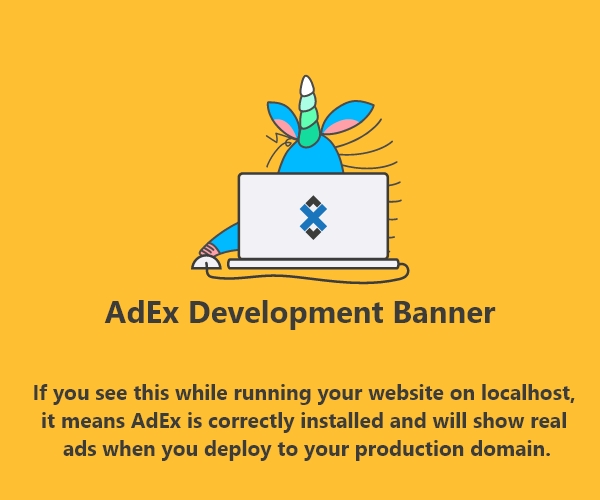 AdEx Development Banner
If you see this while running your website on localhost,
it means AdEx is correctly installed and will show real
ads when you deploy to your production domain.